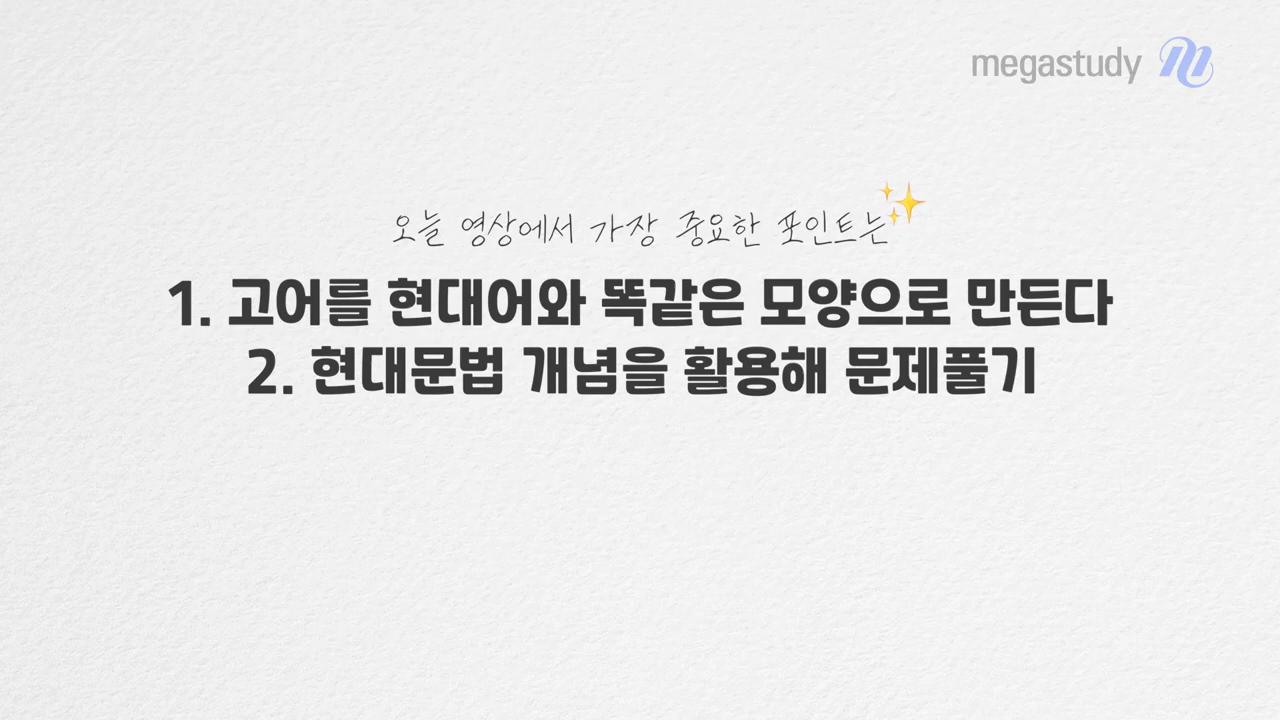 megastudy
오늘 영상에서 가장 중요한 포인트는
1. 고어를 현대어와 똑같은 모양으로 만든다
2. 현대문법 개념을 활용해 문제풀기